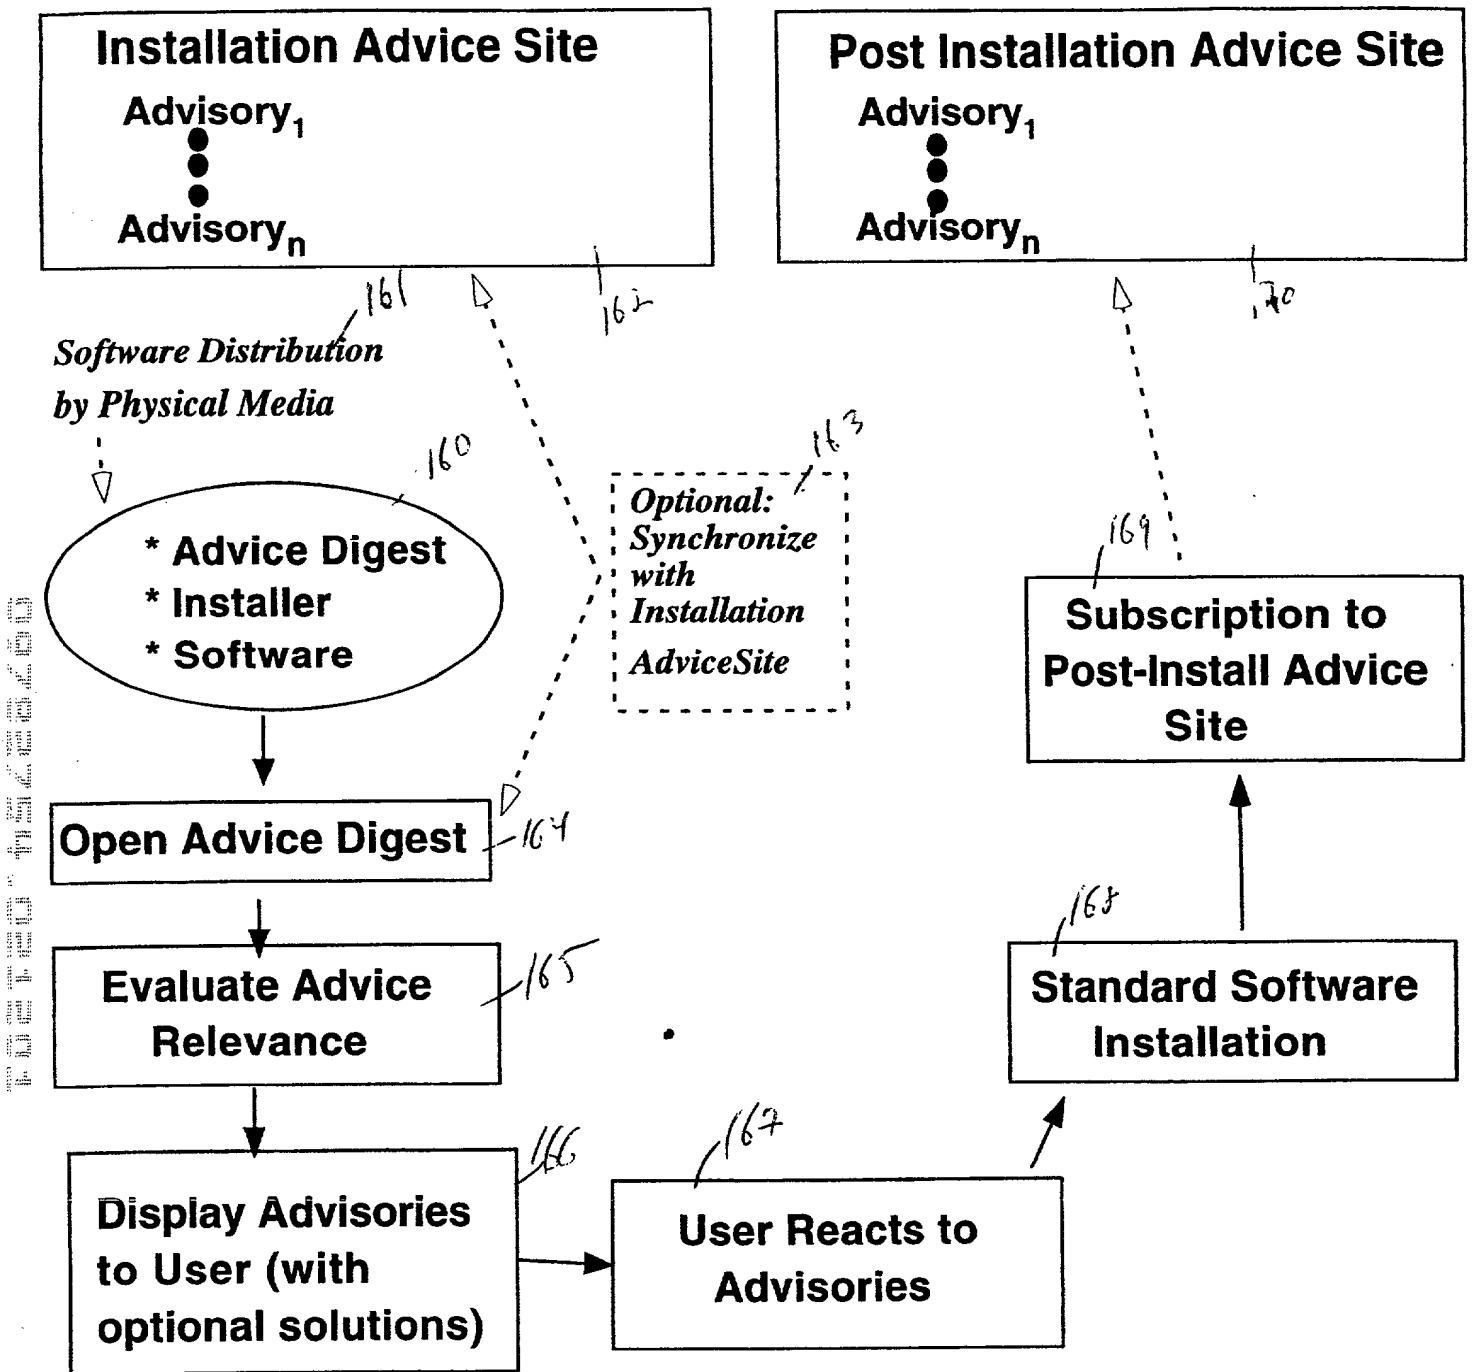 Installation Advice Site
Advisory1
Advisoryn
Post Installation Advice Site
Advisory1
Advisoryn
161
162
170
Software Distribution
by Physical Media
160
163
* Advice Digest
* Installer
* Software
Optional:
Synchronize
with
Installation
AdviceSite
169
Subscription to
Post-Install Advice
Site
Open Advice Digest
164
168
Evaluate Advice
Relevance
165
Standard Software
Installation
166
167
Display Advisories
to User (with
optional solutions)
User Reacts to
Advisories